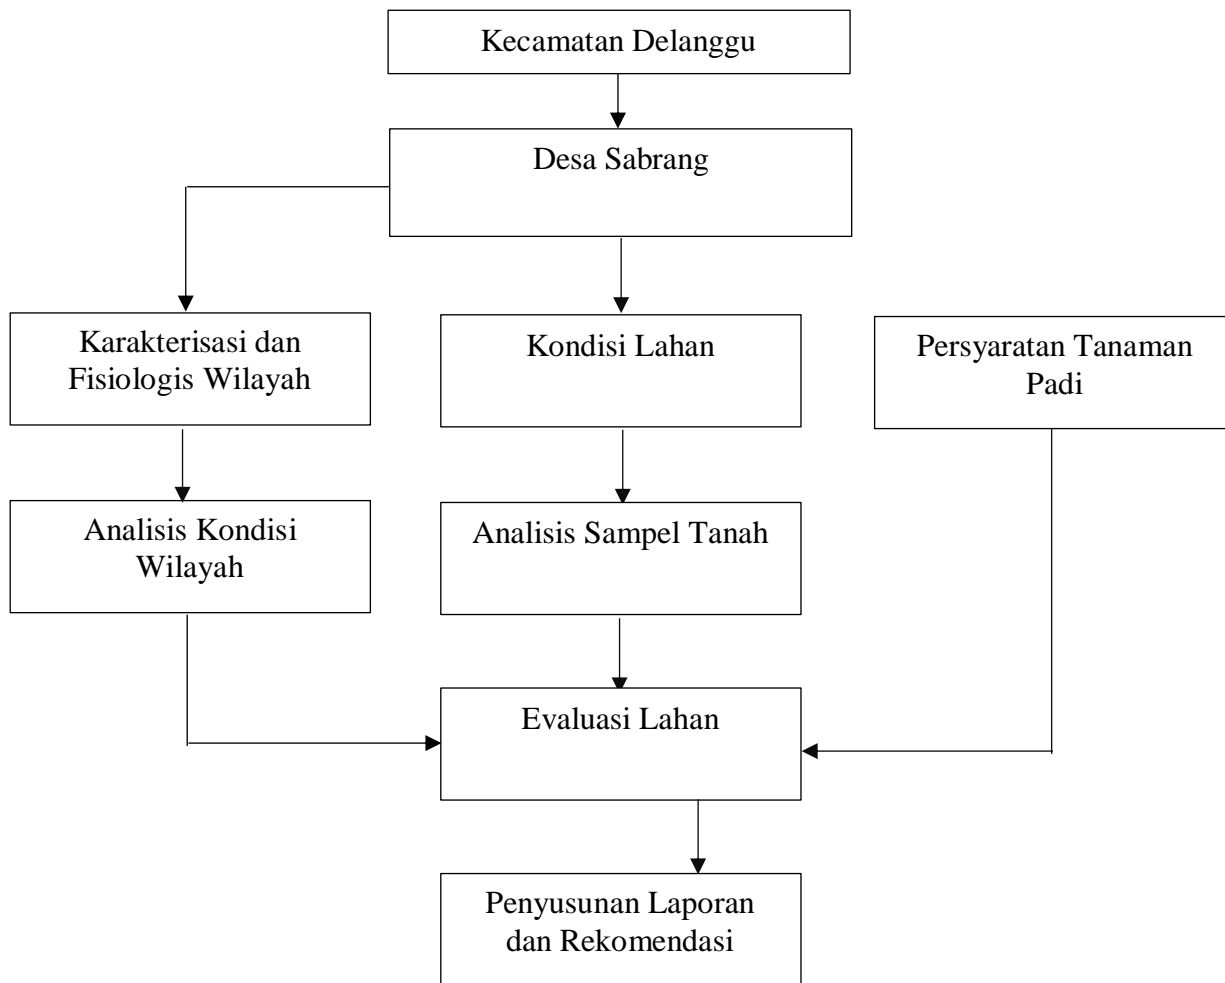 Kecamatan Delanggu
Desa Sabrang
Karakterisasi dan
Fisiologis Wilayah
Kondisi Lahan
Persyaratan Tanaman
Padi
Analisis Kondisi
Wilayah
Analisis Sampel Tanah
Evaluasi Lahan
Penyusunan Laporan
dan Rekomendasi